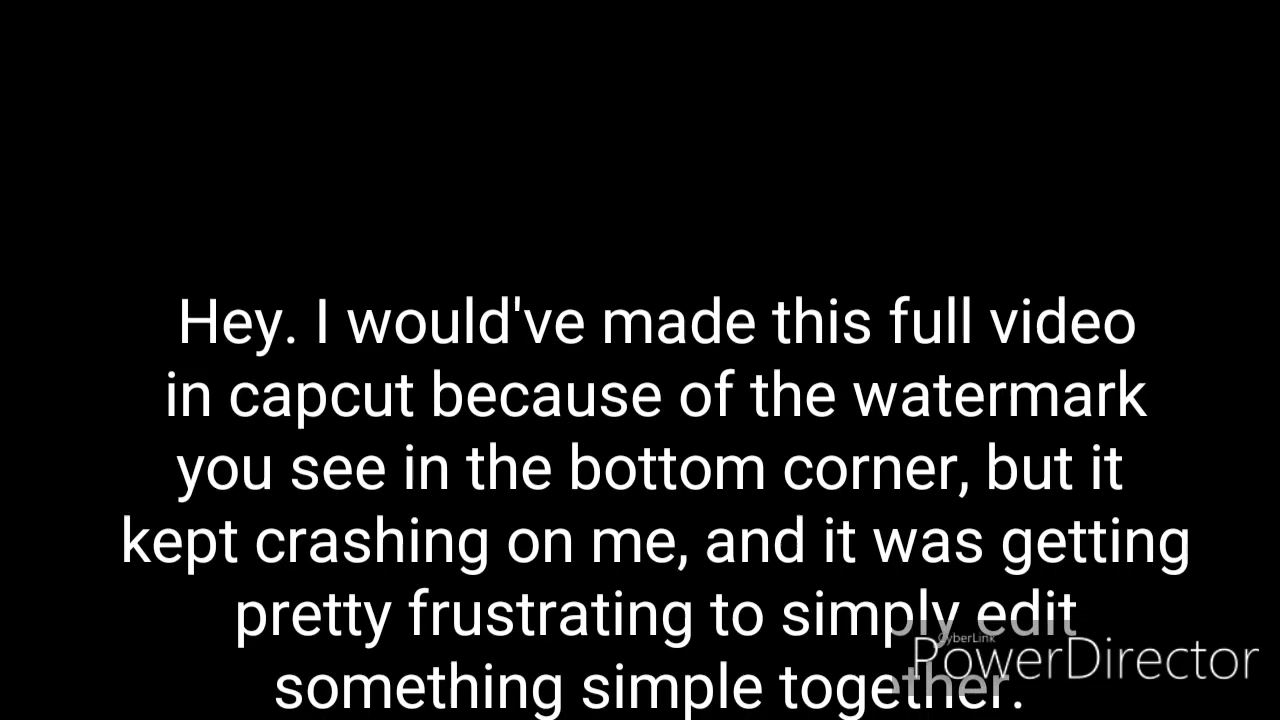 Hey. I would've made this full video
in capcut because of the watermark
you see in the bottom corner, but it
kept crashing on me, and it was getting
pretty frustrating to simply edit
something simple together.
CyberLink
PowerDirector